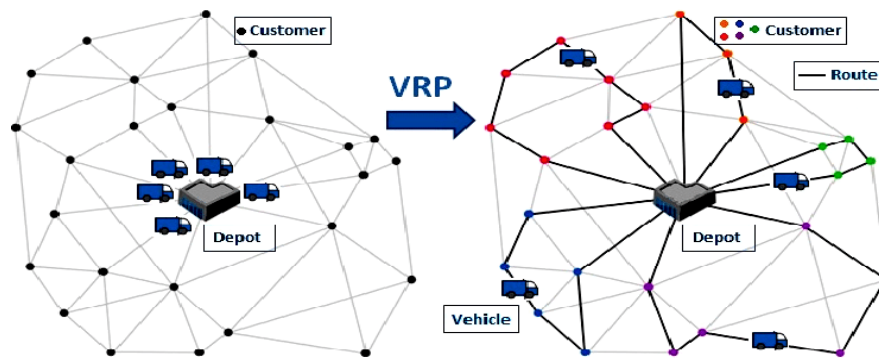 Customer
Depot
VRP
Customer
Route
Depot
Vehicle